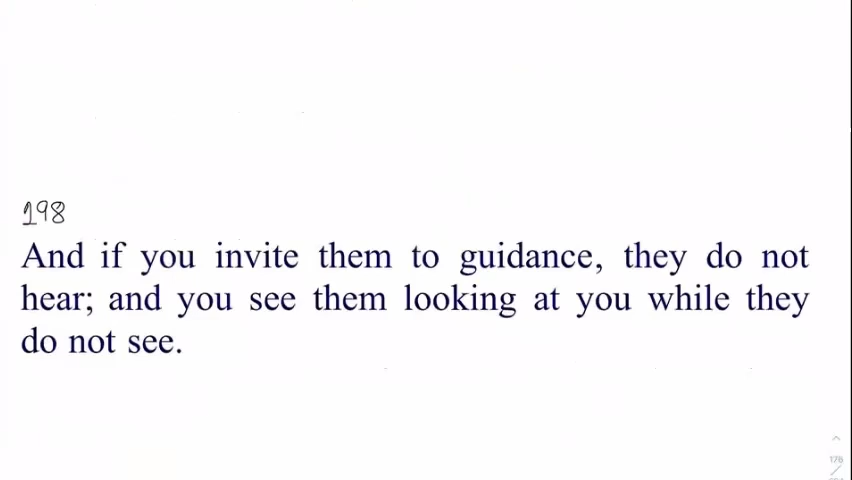 198
And if you invite them to guidance, they do not
hear; and you see them looking at you while they
do not see.
176
/